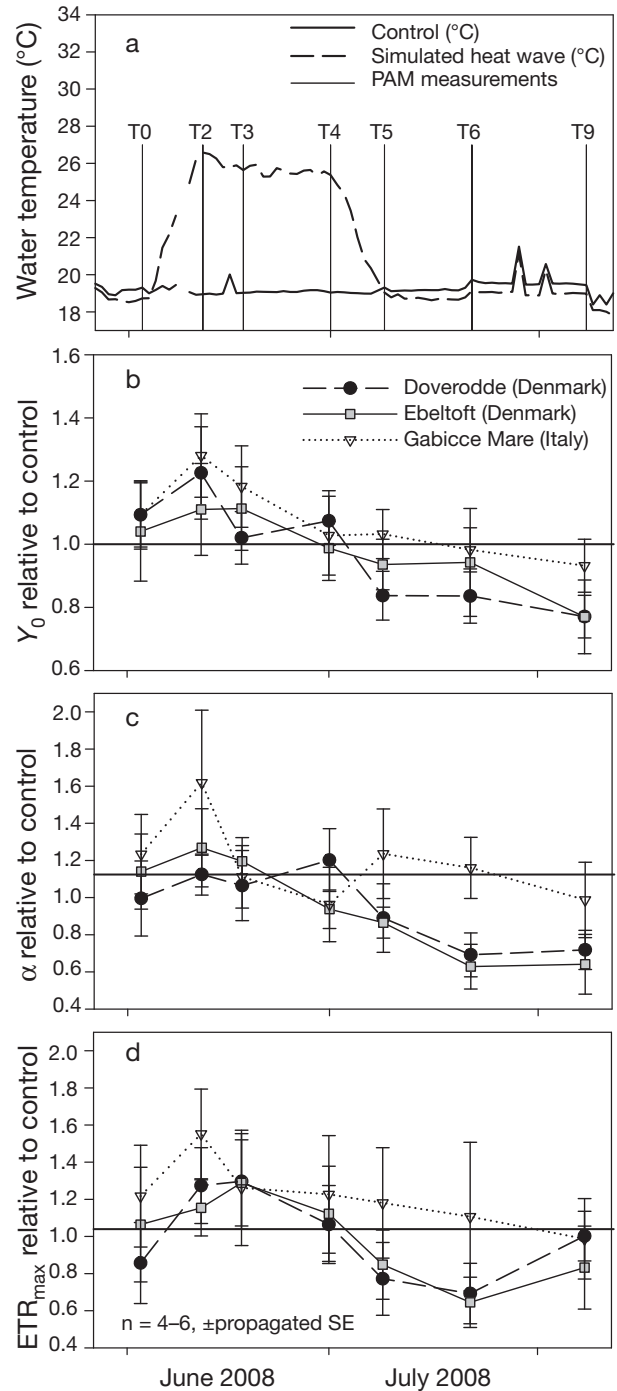 34
32
30
28
26
24
22
20
18
Water temperature (°C)
a
Control (°C)
Simulated heat wave (°C)
PAM measurements
T0 T2 T3 T4 T5 T6 T9
1.6
1.4
1.2
1.0
0.8
0.6
Y0 relative to control
b
Doverodde (Denmark)
Ebeltoft (Denmark)
Gabicce Mare (Italy)
2.0
1.8
1.6
1.4
1.2
1.0
0.8
0.6
0.4
α relative to control
c
2.0
1.8
1.6
1.4
1.2
1.0
0.8
0.6
0.4
ETRmax relative to control
d
n = 4–6, ±propagated SE
June 2008 July 2008